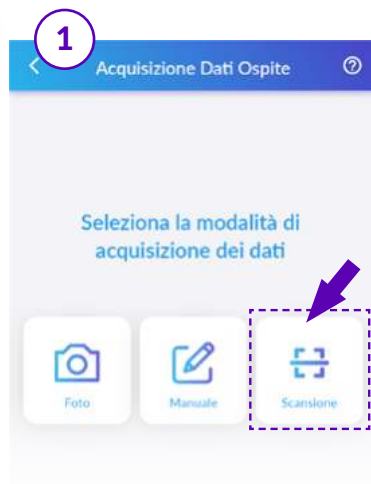 1
Acquisizione Dati Ospite
Seleziona la modalità di
acquisizione dei dati
Foto
Manuale
Scansione